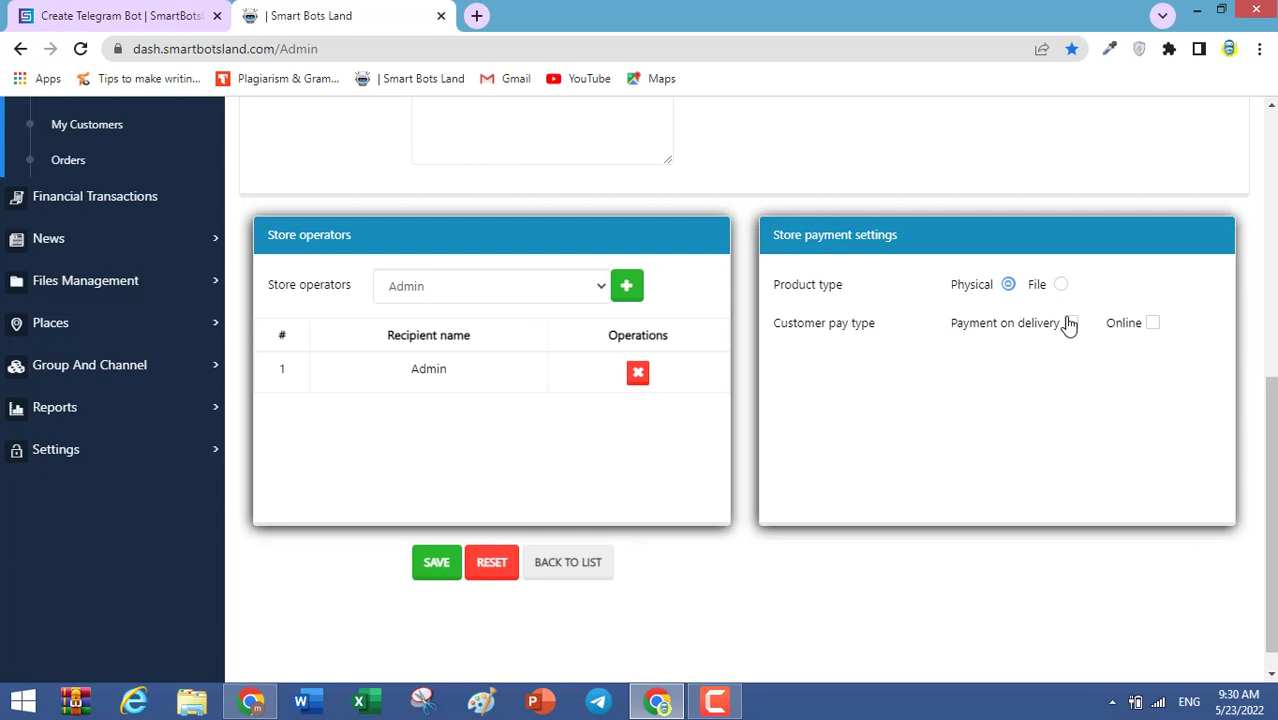 Create Telegram Bot | SmartBots
| Smart Bots Land
dash.smartbotsland.com/Admin
Apps
Tips to make writin...
Plagiarism & Gram...
| Smart Bots Land
Gmail
YouTube
Maps
My Customers
Orders
Financial Transactions
News
Files Management
Places
Group And Channel
Reports
Settings
Store operators
Store operators
Admin
# Recipient name Operations
1 Admin
Store payment settings
Product type Physical File
Customer pay type Payment on delivery Online
SAVE
RESET
BACK TO LIST
ENG
9:30 AM
5/23/2022